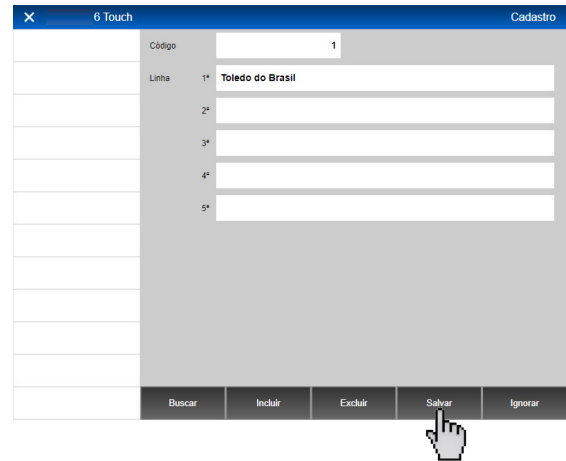 ✕ 6 Touch Cadastro
Código 1
Linha 1ª Toledo do Brasil
2ª
3ª
4ª
5ª
Buscar Incluir Excluir Salvar Ignorar